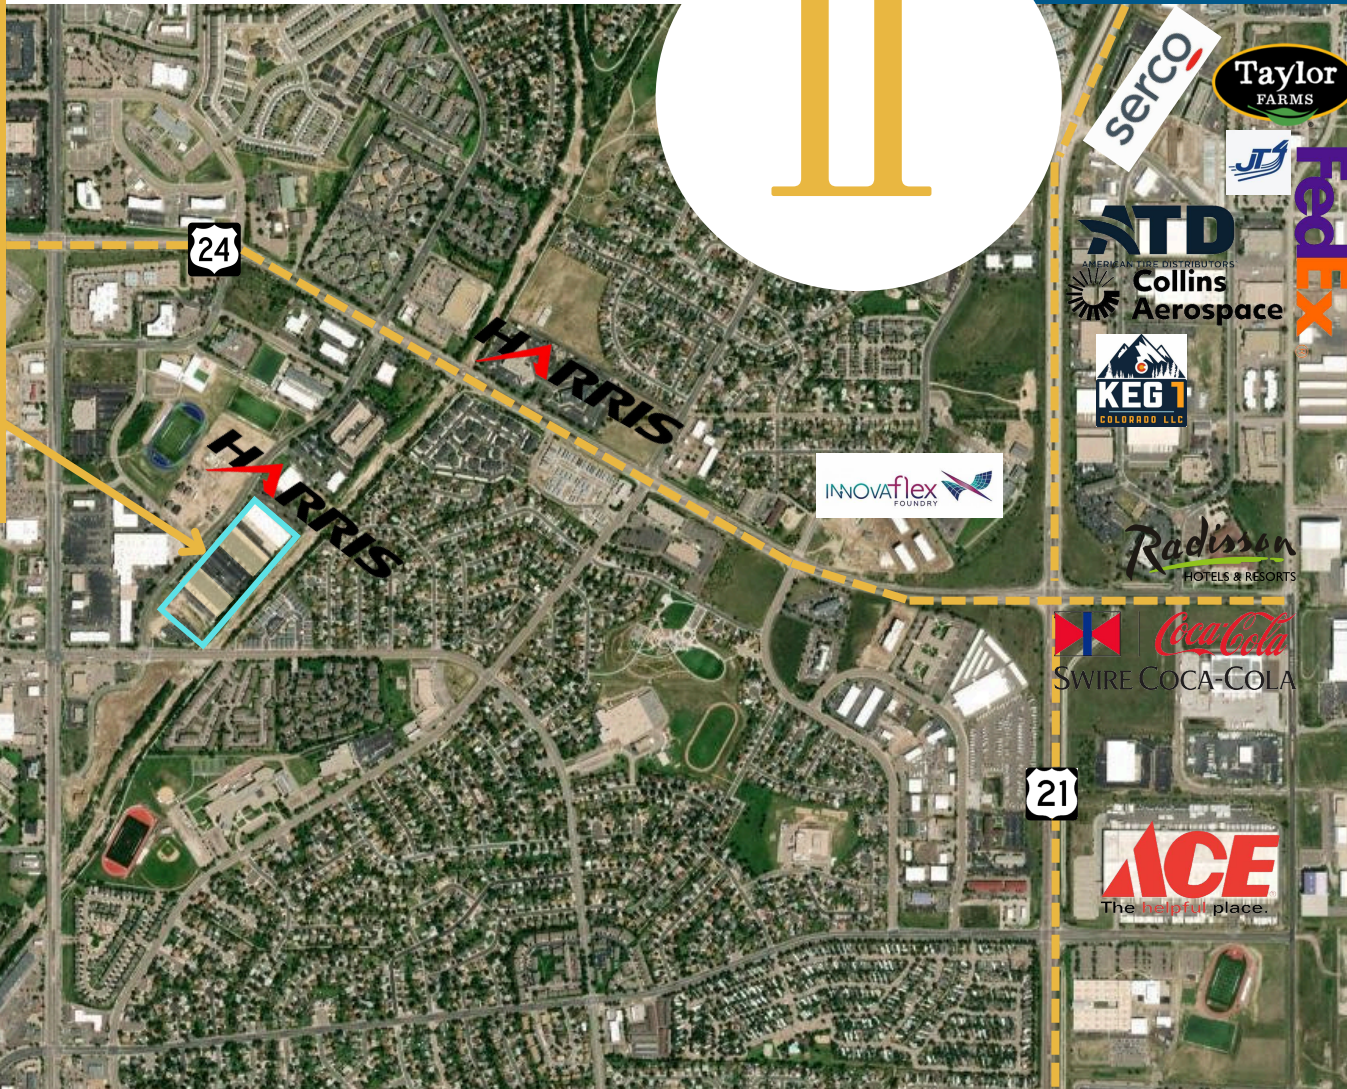 serco
Taylor
FARMS
JT4
FedEx
24
ATD
AMERICAN TIRE DISTRIBUTORS
Collins
Aerospace
HARRIS
KEG 1
COLORADO LLC
HARRIS
INNOVAflex
FOUNDRY
Radisson
HOTELS & RESORTS
Coca-Cola
SWIRE COCA-COLA
21
ACE
The helpful place.